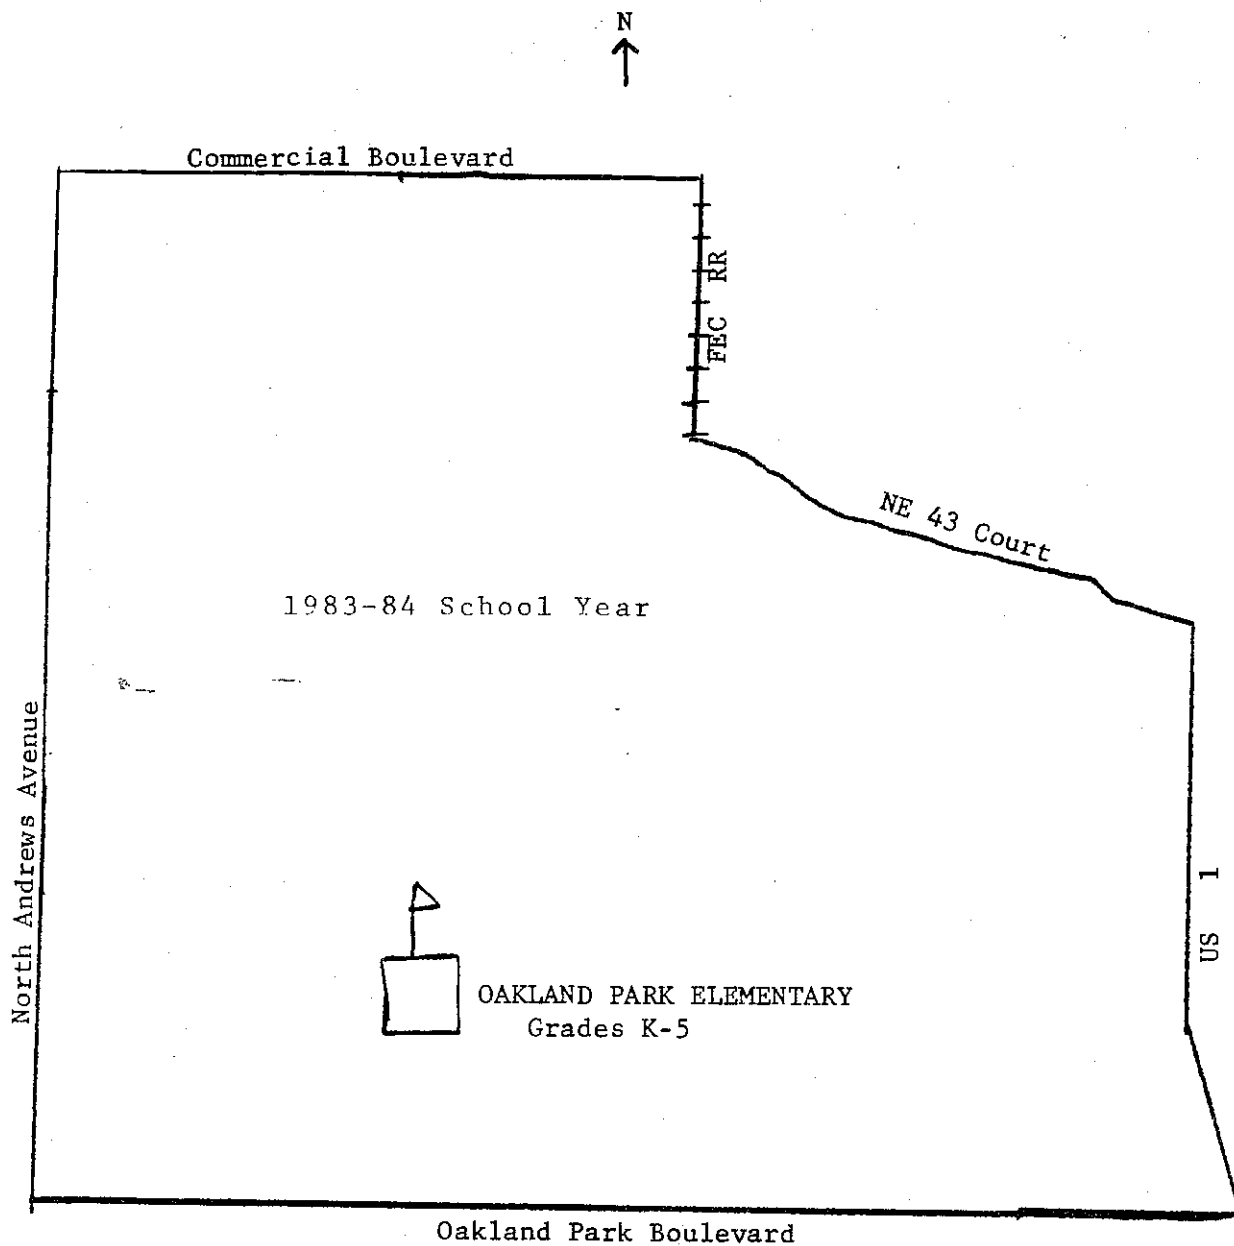 N
Commercial Boulevard
FEC RR
NE 43 Court
1983-84 School Year
North Andrews Avenue
US 1
OAKLAND PARK ELEMENTARY
Grades K-5
Oakland Park Boulevard